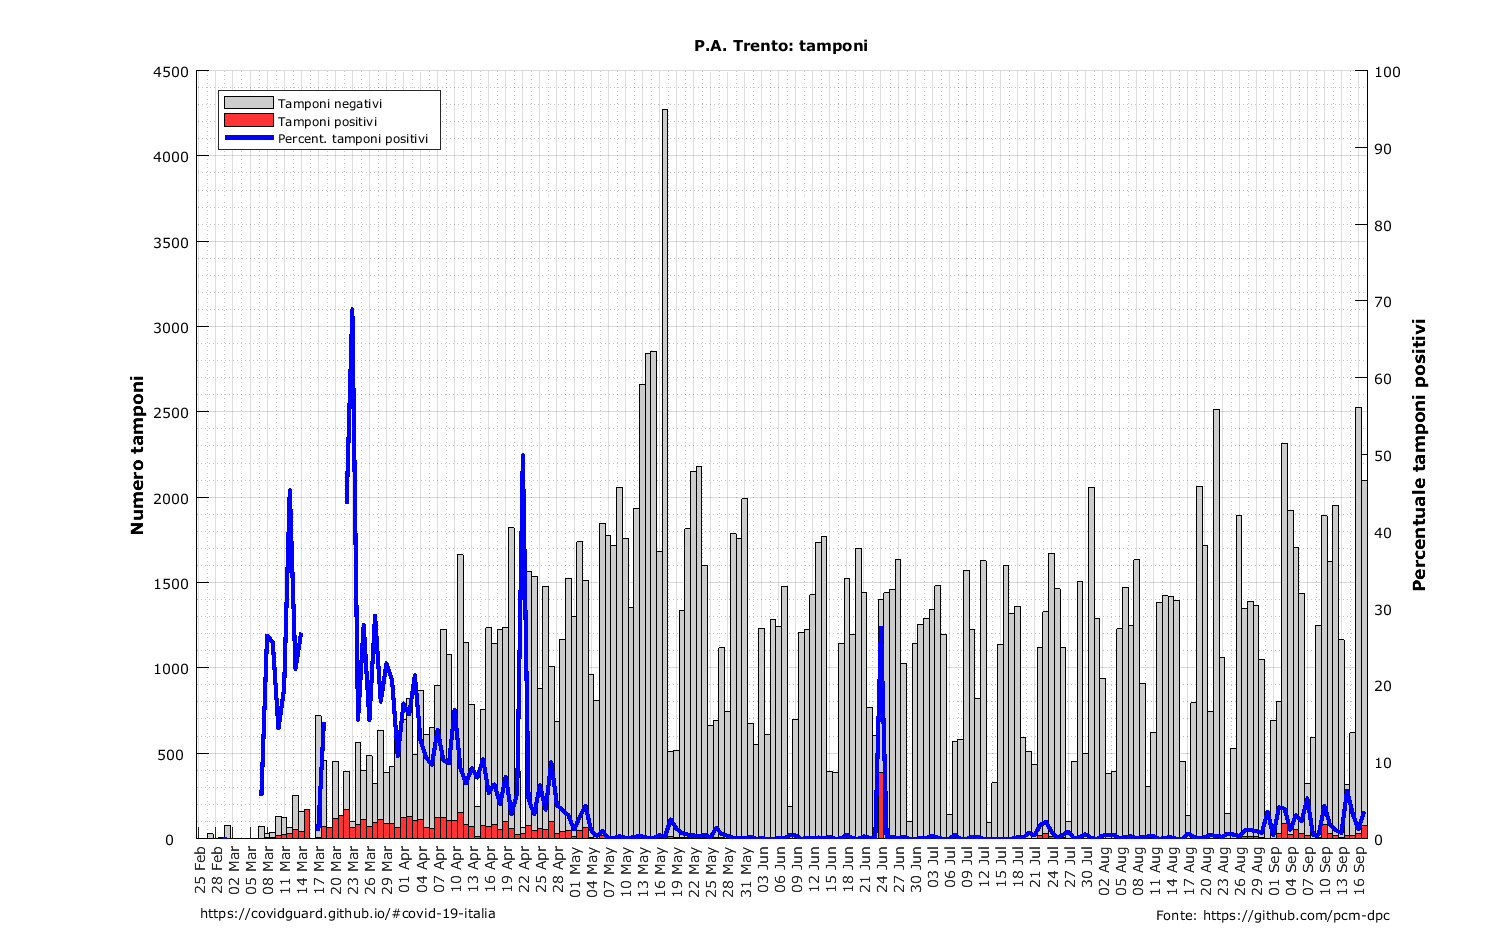 P.A. Trento: tamponi
Tamponi negativi
Tamponi positivi
Percent. tamponi positivi
Numero tamponi
4500
4000
3500
3000
2500
2000
1500
1000
500
0
100
90
80
70
60
50
40
30
20
10
0
Percentuale tamponi positivi
25 Feb
28 Feb
02 Mar
05 Mar
08 Mar
11 Mar
14 Mar
17 Mar
20 Mar
23 Mar
26 Mar
29 Mar
01 Apr
04 Apr
07 Apr
10 Apr
13 Apr
16 Apr
19 Apr
22 Apr
25 Apr
28 Apr
01 May
04 May
07 May
10 May
13 May
16 May
19 May
22 May
25 May
28 May
31 May
03 Jun
06 Jun
09 Jun
12 Jun
15 Jun
18 Jun
21 Jun
24 Jun
27 Jun
30 Jun
03 Jul
06 Jul
09 Jul
12 Jul
15 Jul
18 Jul
21 Jul
24 Jul
27 Jul
30 Jul
02 Aug
05 Aug
08 Aug
11 Aug
14 Aug
17 Aug
20 Aug
23 Aug
26 Aug
29 Aug
01 Sep
04 Sep
07 Sep
10 Sep
13 Sep
16 Sep
https://covidguard.github.io/#covid-19-italia
Fonte: https://github.com/pcm-dpc